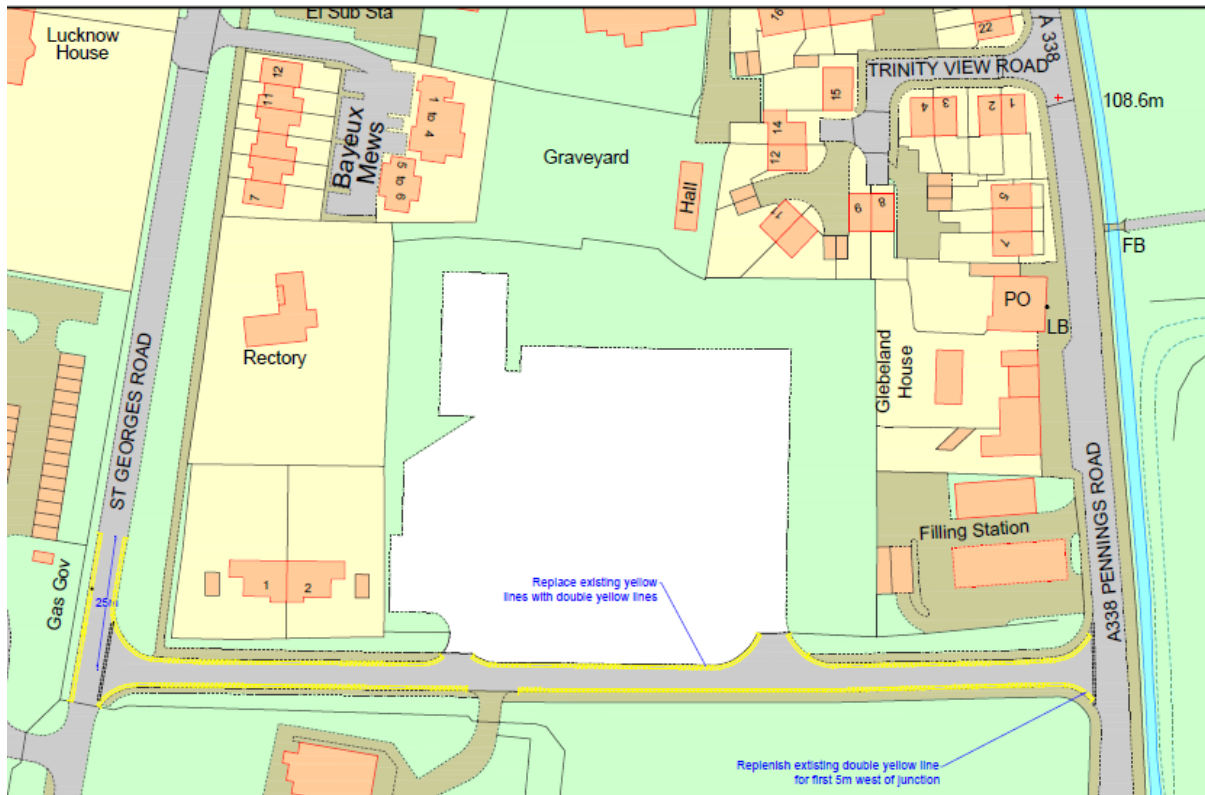 El Sub Sta
Lucknow
House
16
22
A 338
TRINITY VIEW ROAD
108.6m
12
11
7
1 to 4
5 to 6
Bayeux
Mews
Graveyard
Hall
15
14
12
11
9
8
4
3
2
1
5
7
FB
PO
LB
Glebeland
House
Rectory
ST GEORGES ROAD
A338 PENNINGS ROAD
Filling Station
Gas Gov
25m
1
2
Replace existing yellow
lines with double yellow lines
Replenish extisting double yellow line
for first 5m west of junction